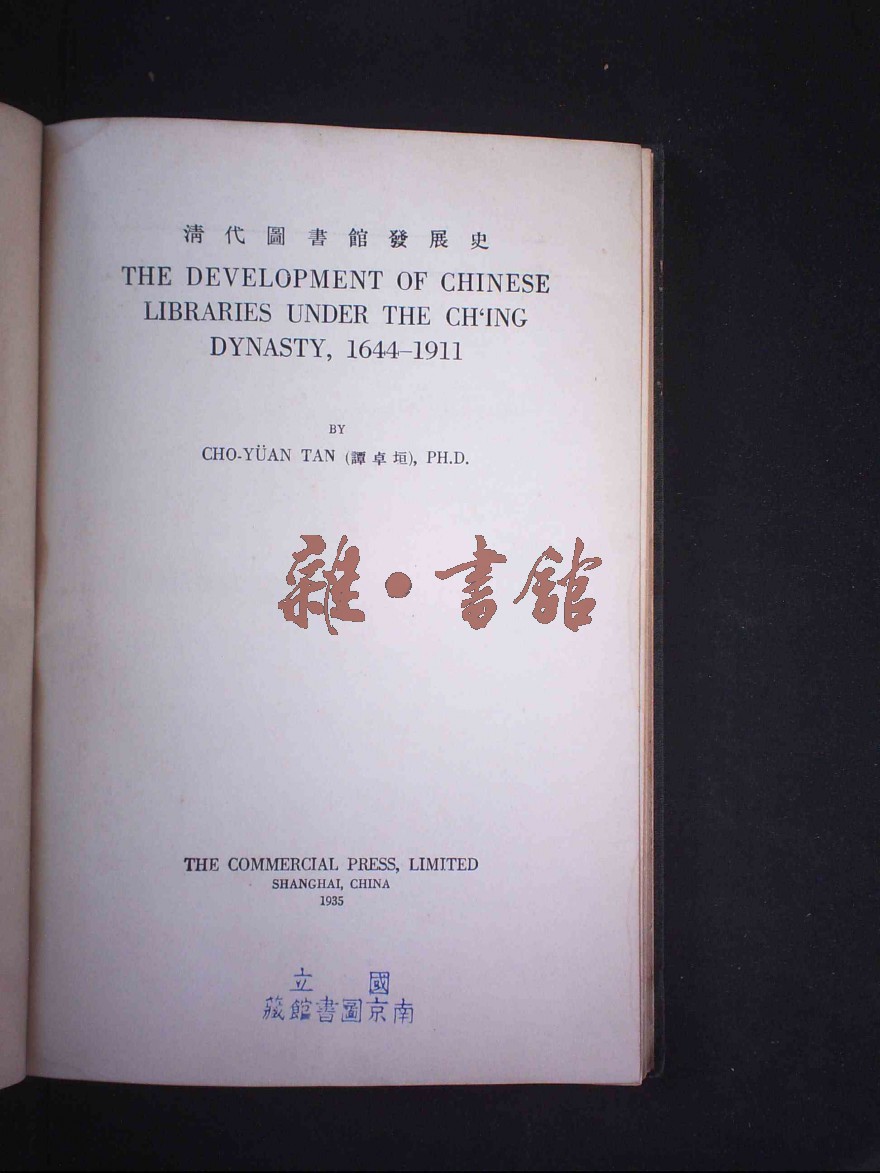 淸代圖書館發展史
THE DEVELOPMENT OF CHINESE
LIBRARIES UNDER THE CH‘ING
DYNASTY, 1644–1911
BY
CHO-YÜAN TAN (譚卓垣), PH.D.
雜•書館
THE COMMERCIAL PRESS, LIMITED
SHANGHAI, CHINA
1935
國立
南京圖書館藏